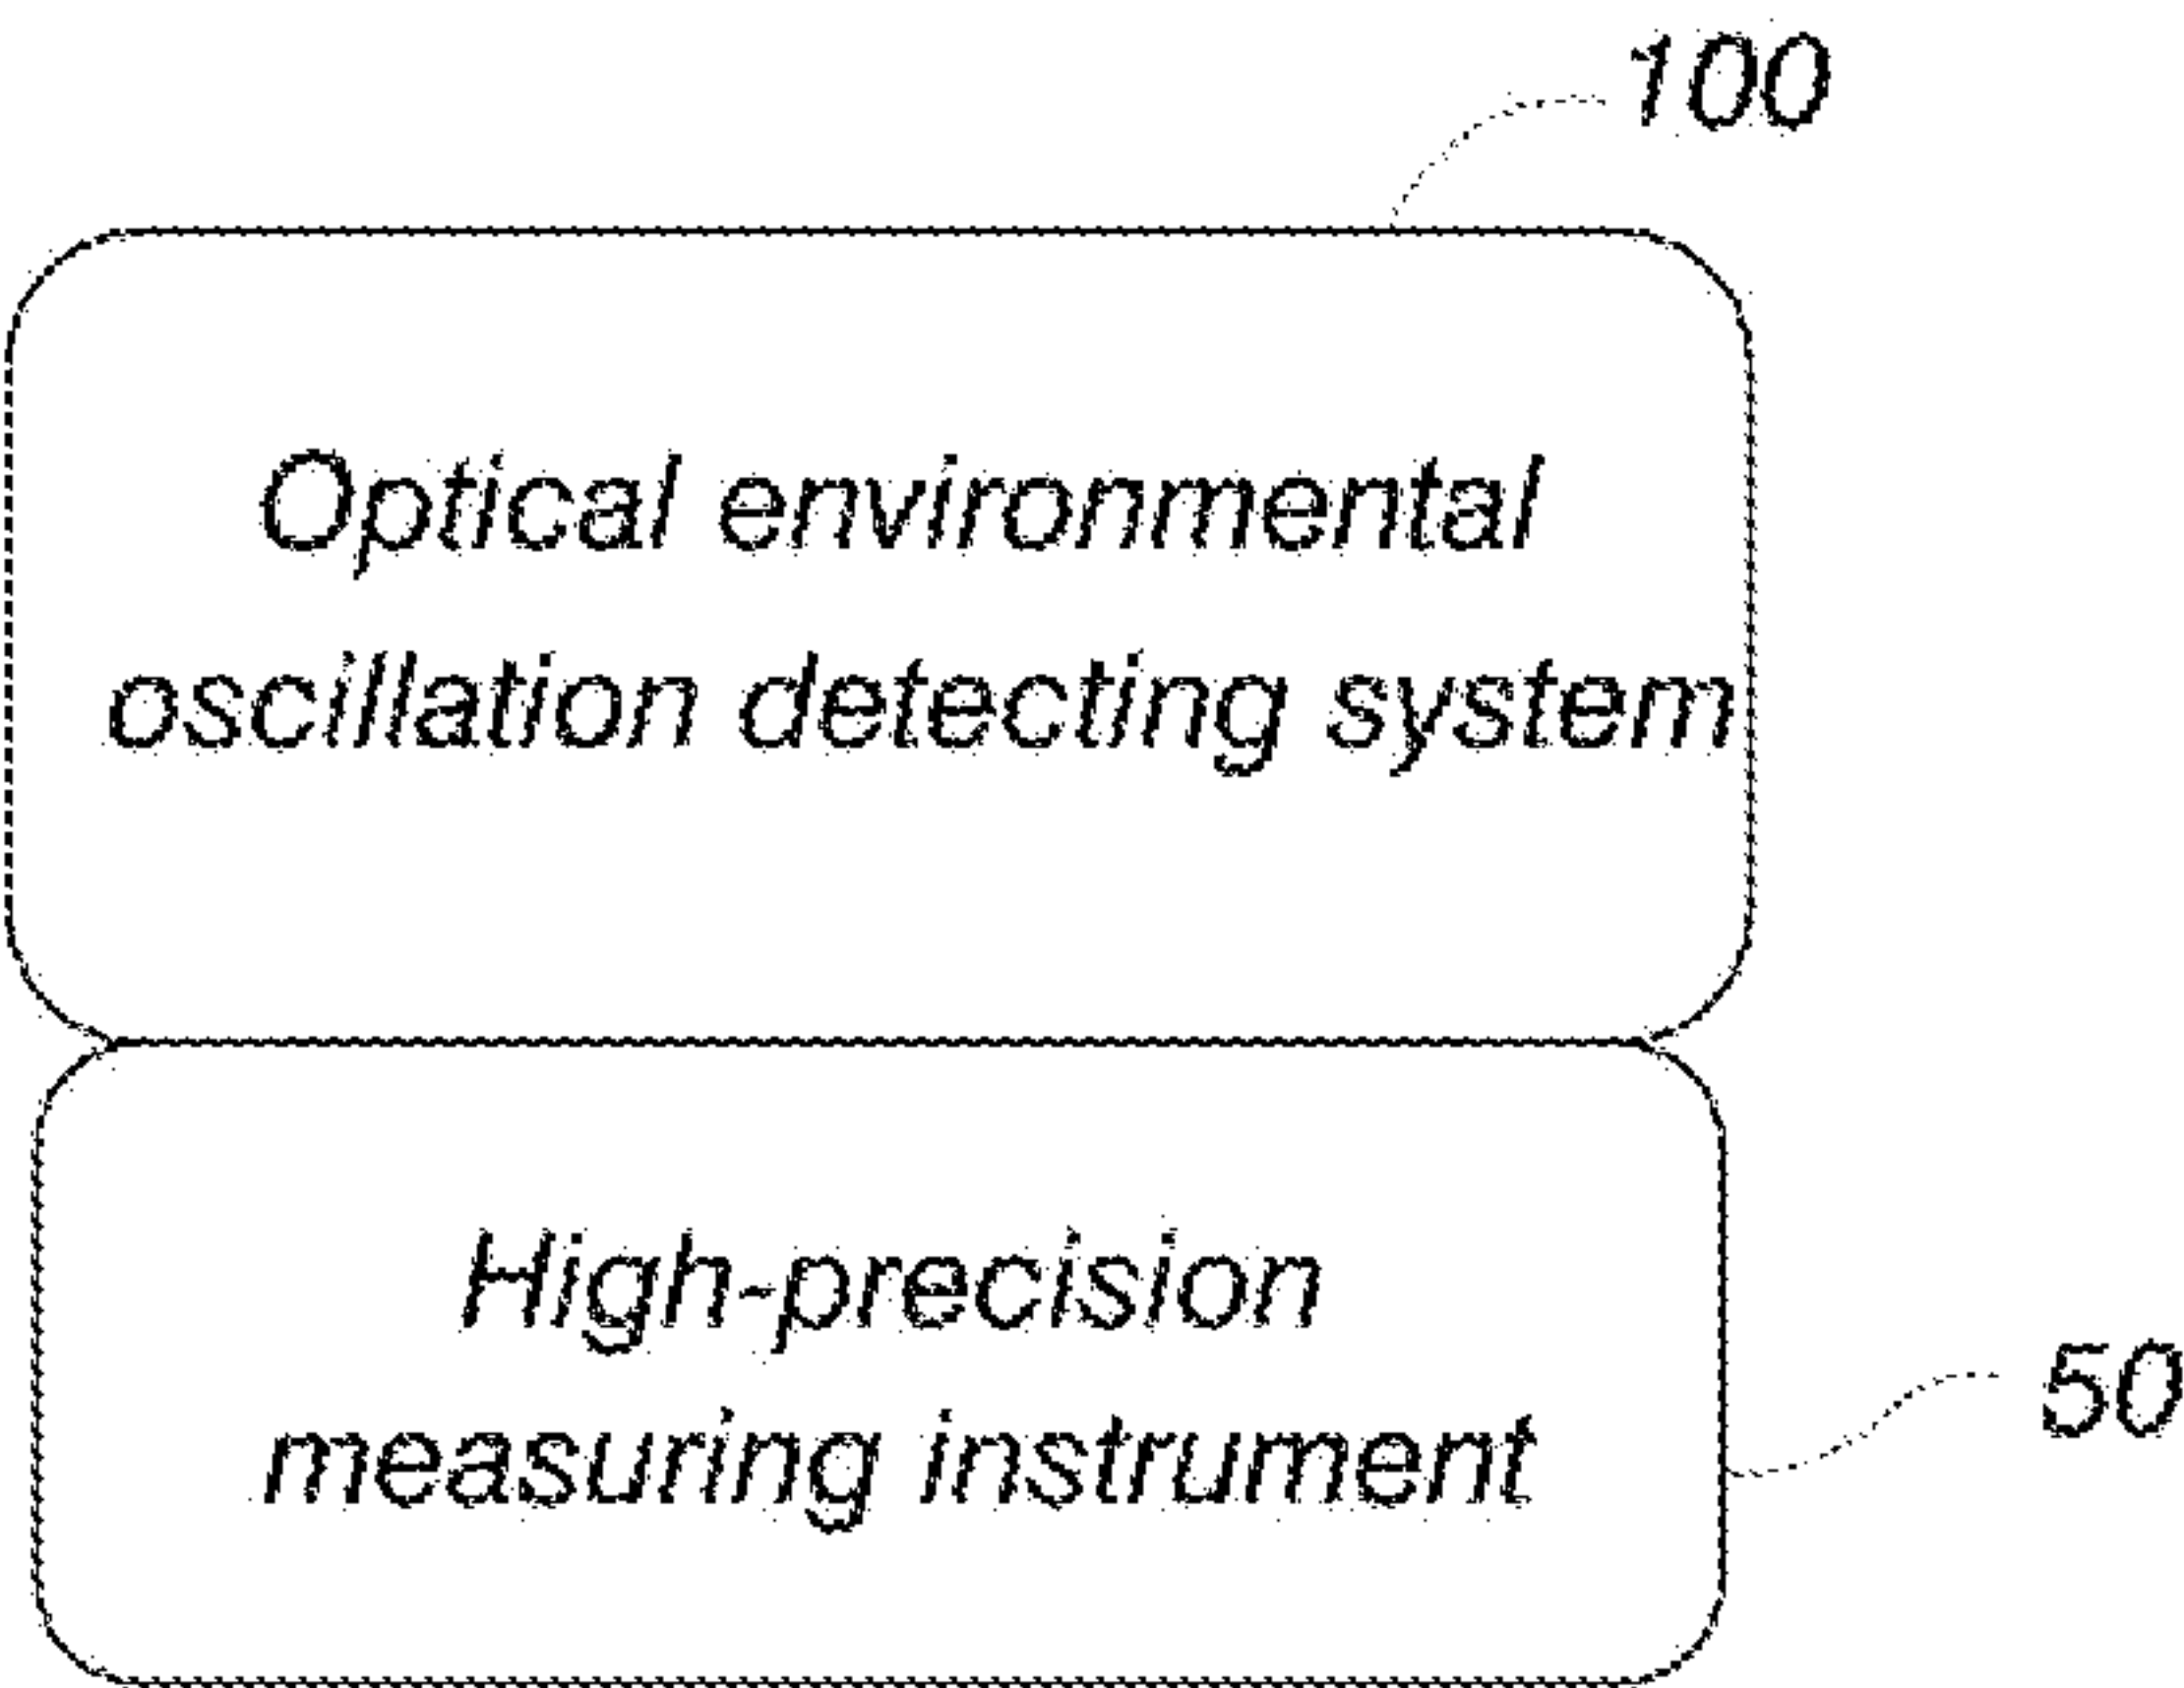 100
Optical environmental
oscillation detecting system
High-precision
measuring instrument
50